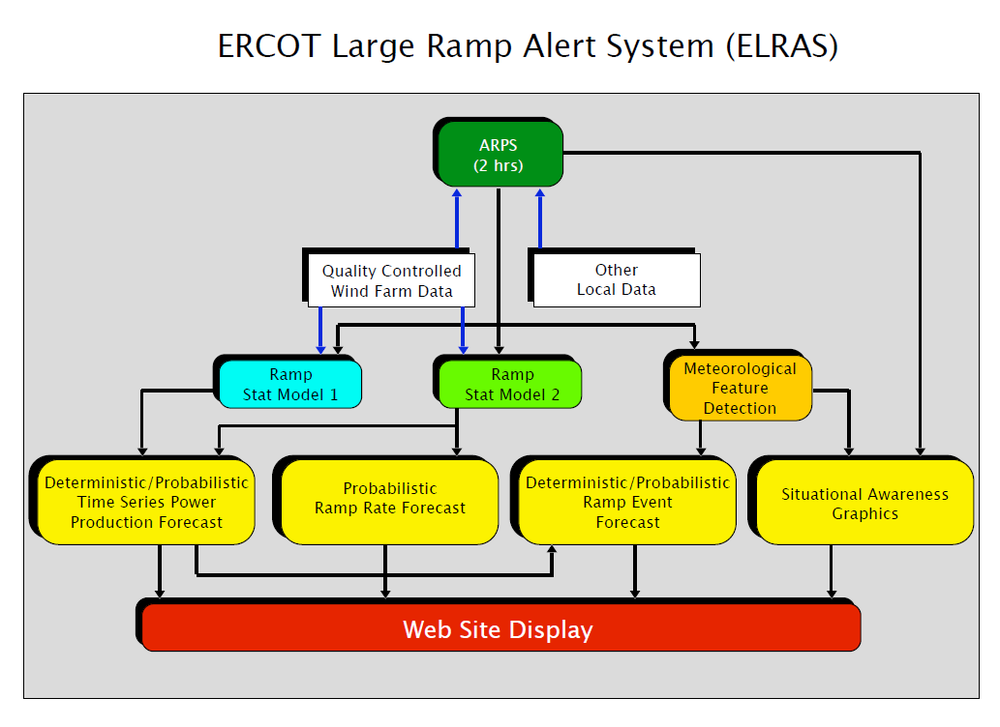 ERCOT Large Ramp Alert System (ELRAS)
ARPS
(2 hrs)
Quality Controlled
Wind Farm Data
Other
Local Data
Ramp
Stat Model 1
Ramp
Stat Model 2
Meteorological
Feature
Detection
Deterministic/Probabilistic
Time Series Power
Production Forecast
Probabilistic
Ramp Rate Forecast
Deterministic/Probabilistic
Ramp Event
Forecast
Situational Awareness
Graphics
Web Site Display